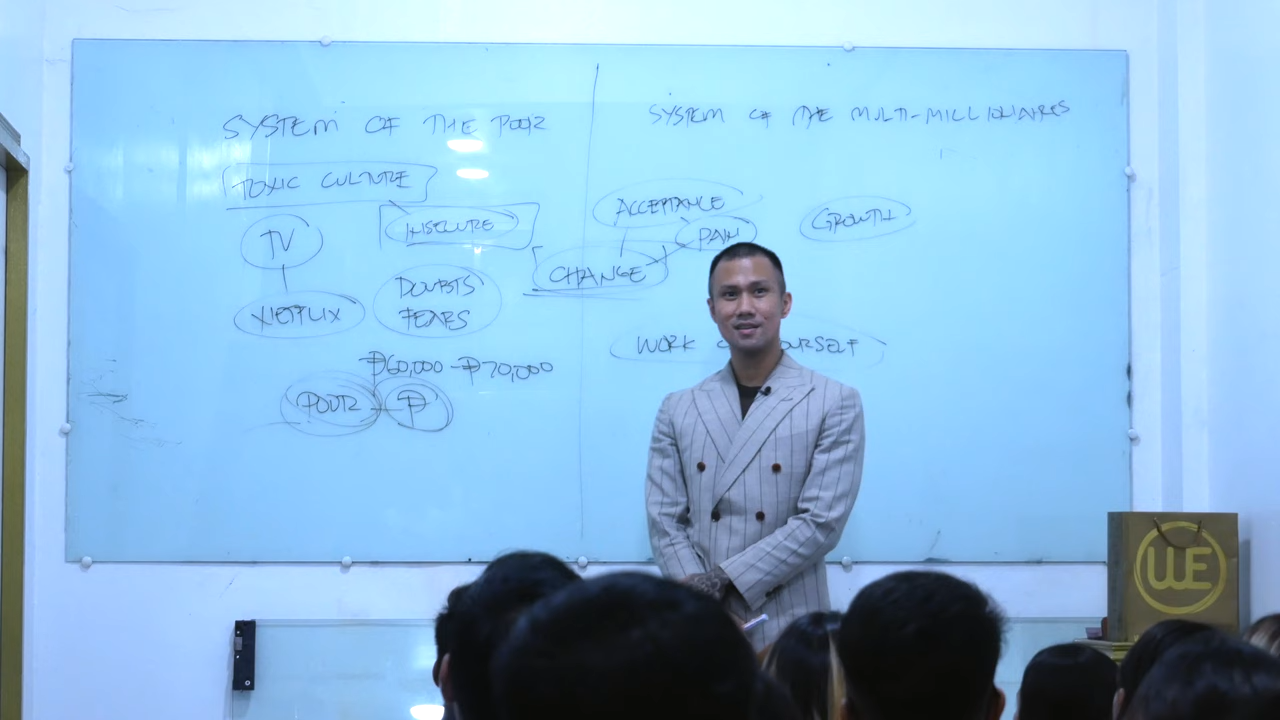 SYSTEM OF THE POOR
TOXIC CULTURE
INSECURE
TV
NETFLIX
DOUBTS
FEARS
₱60,000 - ₱70,000
₱
SYSTEM OF THE MULTI-MILLIONAIRES
ACCEPTANCE
PAIN
GROWTH
CHANGE
WORK
WE